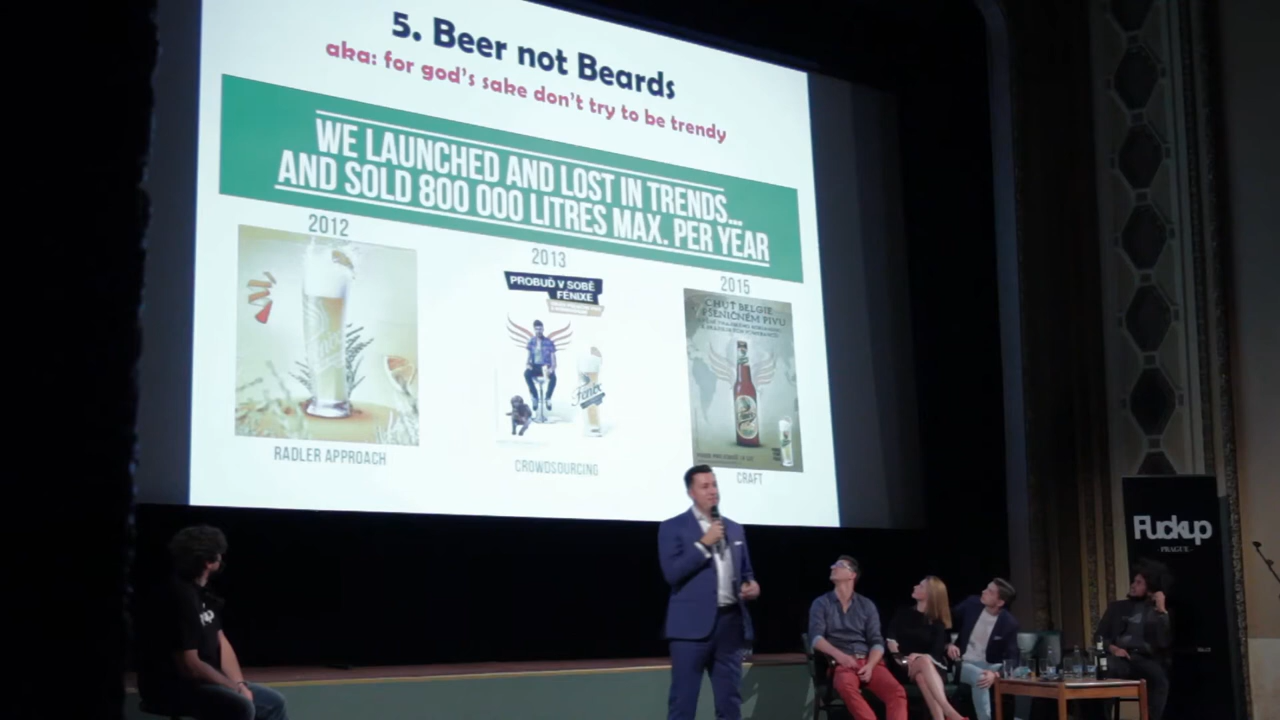 5. Beer not Beards
aka: for god's sake don't try to be trendy
WE LAUNCHED AND LOST IN TRENDS...
AND SOLD 800 000 LITRES MAX. PER YEAR
2012
2013
2015
PROBUĎ V SOBĚ
FÉNIXE
CHUŤ BELGIE
PŠENIČNÉM PIVU
Fénix
RADLER APPROACH
CROWDSOURCING
CRAFT
Fuckup
-PRAGUE-